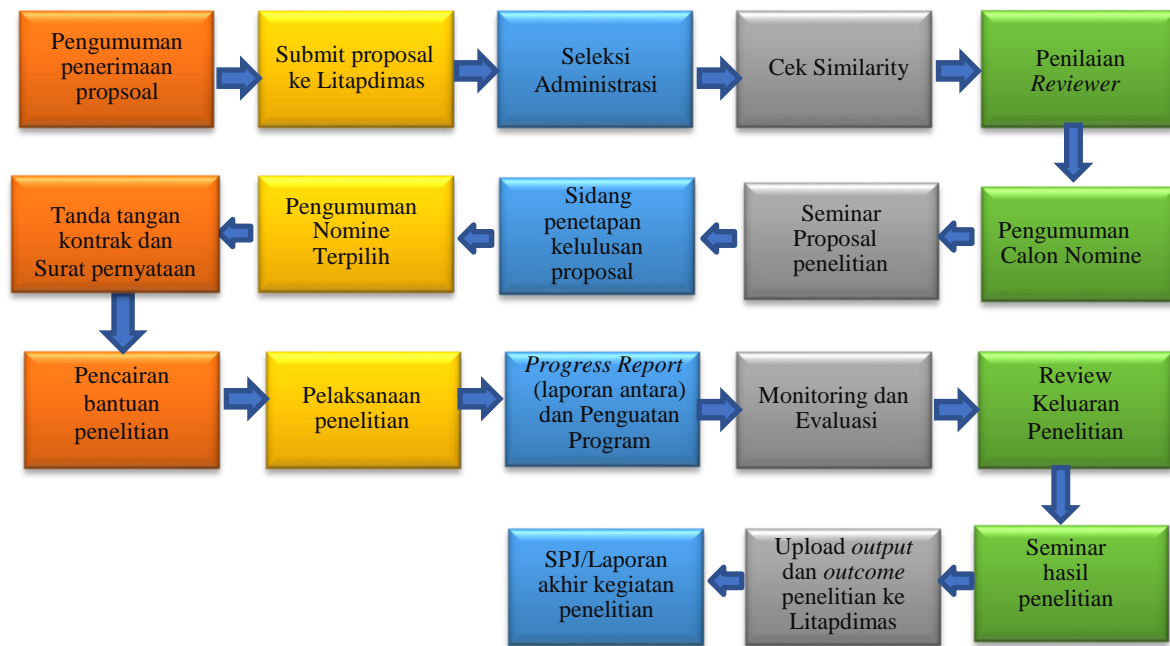 Pengumuman
penerimaan
propsoal
Submit proposal
ke Litapdimas
Seleksi
Administrasi
Cek Similarity
Penilaian
Reviewer
Pengumuman
Calon Nomine
Seminar
Proposal
penelitian
Sidang
penetapan
kelulusan
proposal
Pengumuman
Nomine
Terpilih
Tanda tangan
kontrak dan
Surat pernyataan
Pencairan
bantuan
penelitian
Pelaksanaan
penelitian
Progress Report
(laporan antara)
dan Penguatan
Program
Monitoring dan
Evaluasi
Review
Keluaran
Penelitian
Seminar
hasil
penelitian
Upload output
dan outcome
penelitian ke
Litapdimas
SPJ/Laporan
akhir kegiatan
penelitian